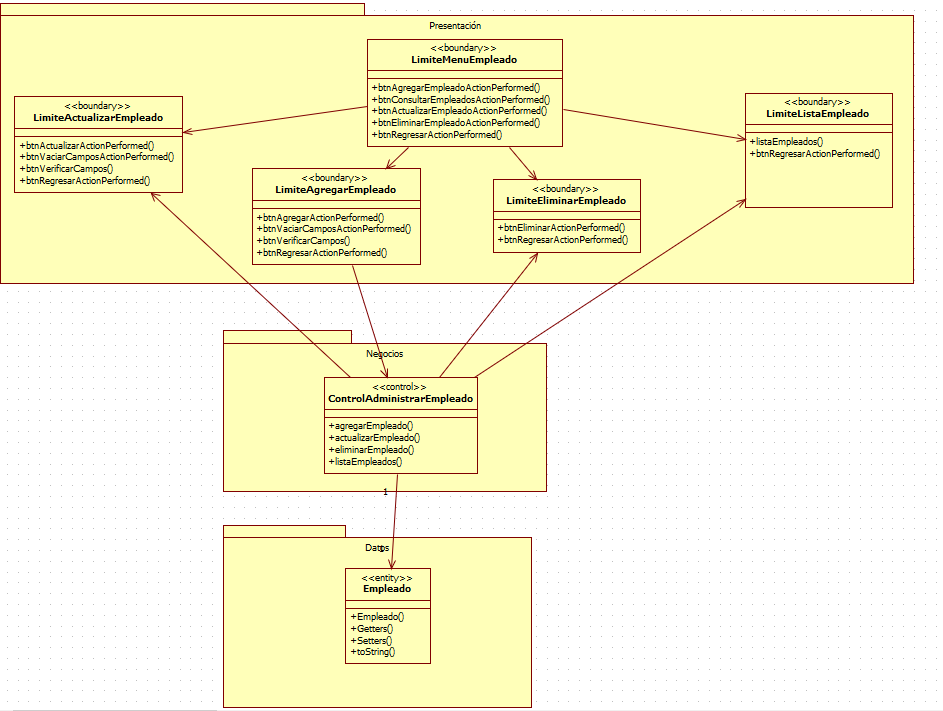 Presentación
<<boundary>>
LimiteMenuEmpleado
+btnAgregarEmpleadoActionPerformed()
+btnConsultarEmpleadosActionPerformed()
+btnActualizarEmpleadoActionPerformed()
+btnEliminarEmpleadoActionPerformed()
+btnRegresarActionPerformed()
<<boundary>>
LimiteActualizarEmpleado
+btnActualizarActionPerformed()
+btnVaciarCamposActionPerformed()
+btnVerificarCampos()
+btnRegresarActionPerformed()
<<boundary>>
LimiteListaEmpleado
+listaEmpleados()
+btnRegresarActionPerformed()
<<boundary>>
LimiteAgregarEmpleado
+btnAgregarActionPerformed()
+btnVaciarCamposActionPerformed()
+btnVerificarCampos()
+btnRegresarActionPerformed()
<<boundary>>
LimiteEliminarEmpleado
+btnEliminarActionPerformed()
+btnRegresarActionPerformed()
Negocios
<<control>>
ControlAdministrarEmpleado
+agregarEmpleado()
+actualizarEmpleado()
+eliminarEmpleado()
+listaEmpleados()
1
Datos
<<entity>>
Empleado
+Empleado()
+Getters()
+Setters()
+toString()